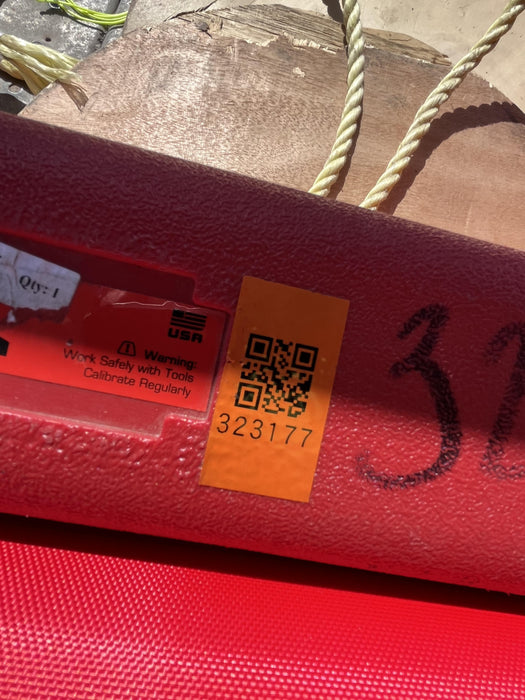 Qty: 1
USA
Warning:
Work Safely with Tools
Calibrate Regularly
323177